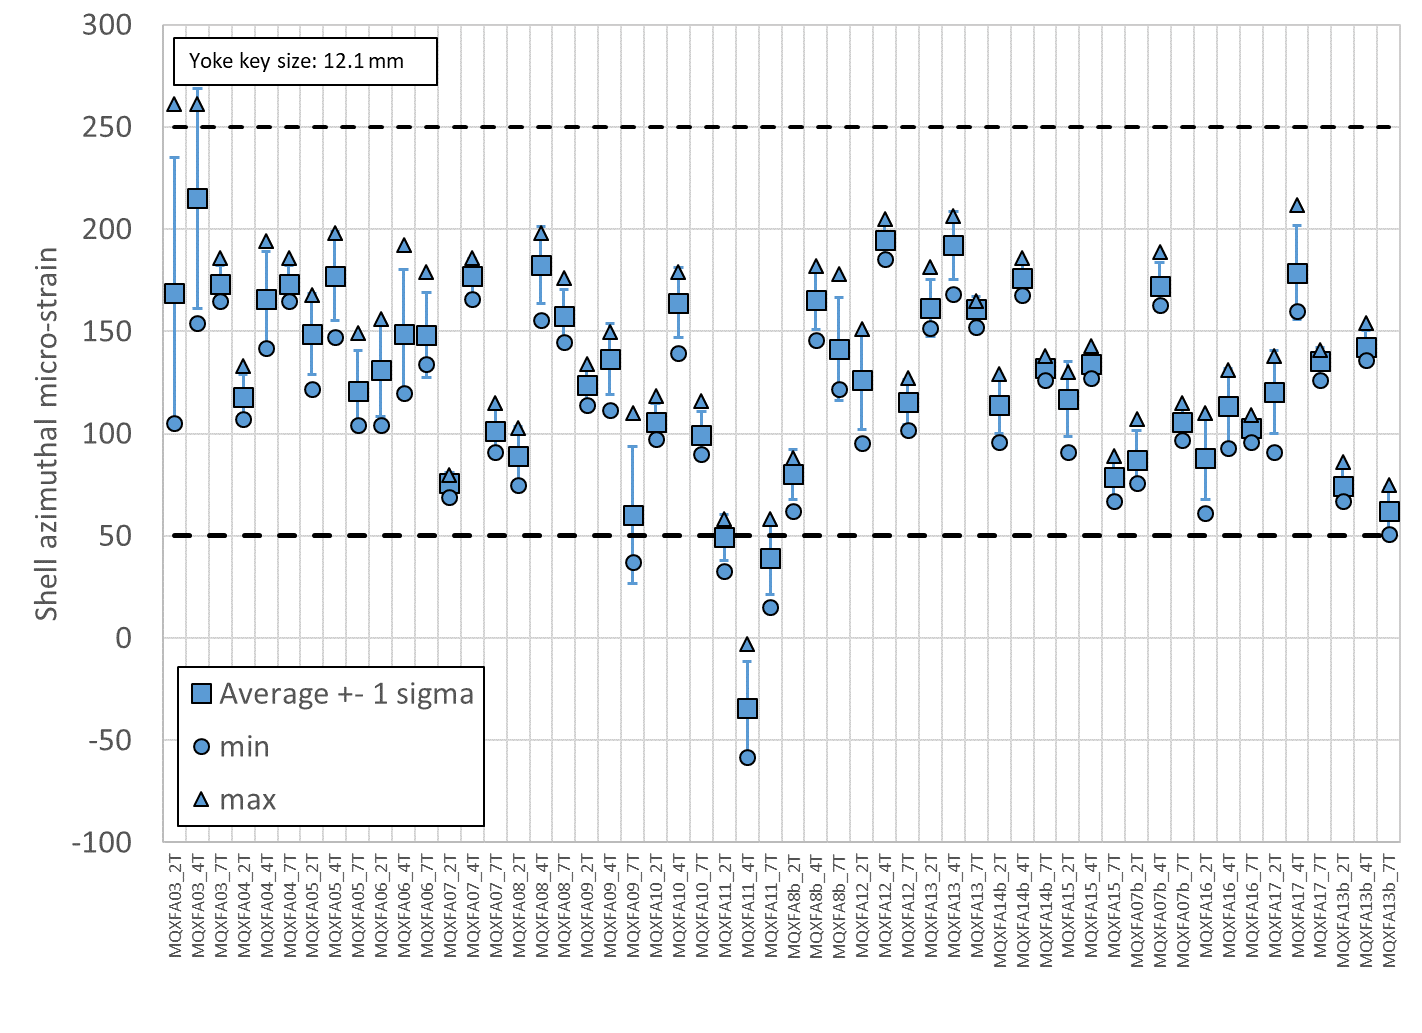 300
Yoke key size: 12.1 mm
250
200
150
100
50
0
-50
-100
Shell azimuthal micro-strain
Average +- 1 sigma
min
max
MQXFA03_2T
MQXFA03_4T
MQXFA03_7T
MQXFA04_2T
MQXFA04_4T
MQXFA04_7T
MQXFA05_2T
MQXFA05_4T
MQXFA05_7T
MQXFA06_2T
MQXFA06_4T
MQXFA06_7T
MQXFA07_2T
MQXFA07_4T
MQXFA07_7T
MQXFA08_2T
MQXFA08_4T
MQXFA08_7T
MQXFA09_2T
MQXFA09_4T
MQXFA09_7T
MQXFA10_2T
MQXFA10_4T
MQXFA10_7T
MQXFA11_2T
MQXFA11_4T
MQXFA11_7T
MQXFA8b_2T
MQXFA8b_4T
MQXFA8b_7T
MQXFA12_2T
MQXFA12_4T
MQXFA12_7T
MQXFA13_2T
MQXFA13_4T
MQXFA13_7T
MQXFA14b_2T
MQXFA14b_4T
MQXFA14b_7T
MQXFA15_2T
MQXFA15_4T
MQXFA15_7T
MQXFA07b_2T
MQXFA07b_4T
MQXFA07b_7T
MQXFA16_2T
MQXFA16_4T
MQXFA16_7T
MQXFA17_2T
MQXFA17_4T
MQXFA17_7T
MQXFA13b_2T
MQXFA13b_4T
MQXFA13b_7T